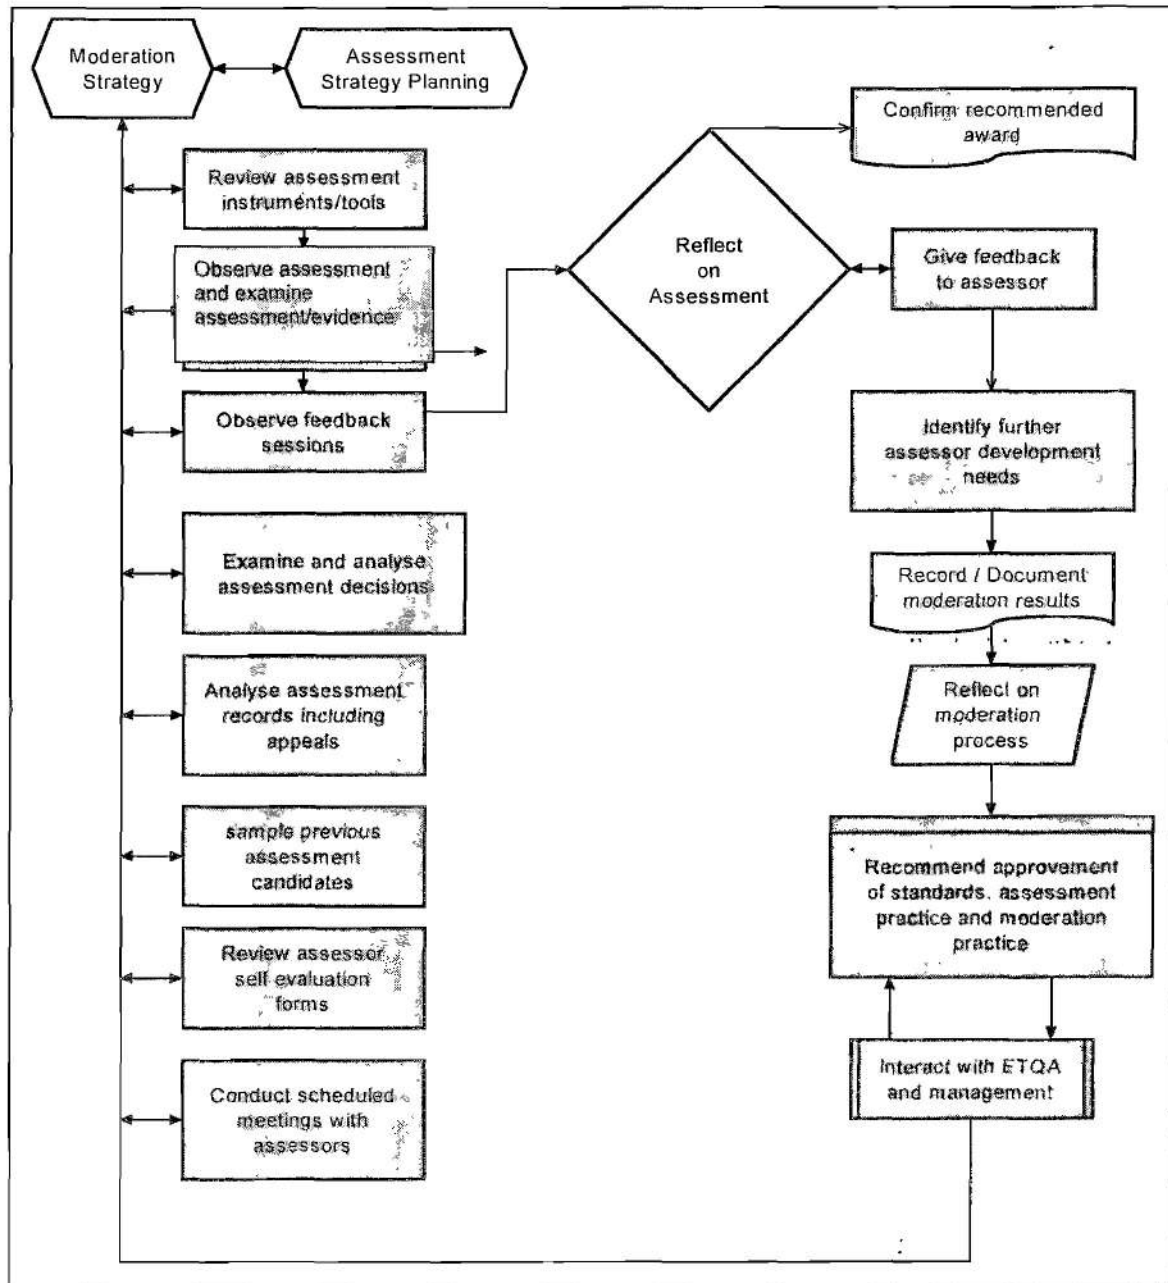 Moderation
Strategy
Assessment
Strategy Planning
Review assessment
instruments/tools
Observe assessment
and examine
assessment/evidence
Observe feedback
sessions
Examine and analyse
assessment decisions
Analyse assessment
records including
appeals
sample previous
assessment
candidates
Review assessor
self evaluation
forms
Conduct scheduled
meetings with
assessors
Reflect
on
Assessment
Confirm recommended
award
Give feedback
to assessor
Identify further
assessor development
needs
Record / Document
moderation results
Reflect on
moderation
process
Recommend approvement
of standards, assessment
practice and moderation
practice
Interact with ETQA
and management